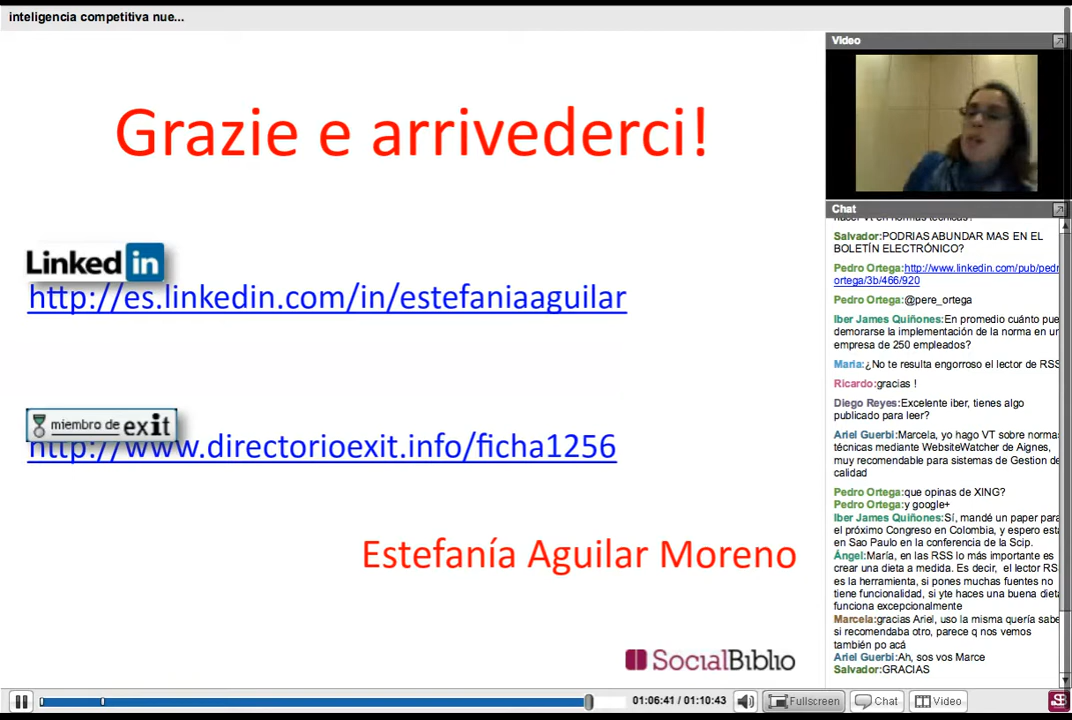 inteligencia competitiva nue...
Grazie e arrivederci!
Linked in
http://es.linkedin.com/in/estefaniaaguilar
miembro de exit
http://www.directorioexit.info/ficha1256
Estefanía Aguilar Moreno
SocialBiblio
Video
Chat
Salvador:PODRIAS ABUNDAR MAS EN EL
BOLETÍN ELECTRÓNICO?
Pedro Ortega:http://www.linkedin.com/pub/pedr
ortega/3b/466/920
Pedro Ortega:@pere_ortega
Iber James Quiñones:En promedio cuánto pue
demorarse la implementación de la norma en un
empresa de 250 empleados?
Maria:¿No te resulta engorroso el lector de RSS
Ricardo:gracias !
Diego Reyes:Excelente iber, tienes algo
publicado para leer?
Ariel Guerbi:Marcela, yo hago VT sobre norma
técnicas mediante WebsiteWatcher de Aignes,
muy recomendable para sistemas de Gestion de
calidad
Pedro Ortega:que opinas de XING?
Pedro Ortega:y google+
Iber James Quiñones:Sí, mandé un paper para
el próximo Congreso en Colombia, y espero esta
en Sao Paulo en la conferencia de la Scip.
Ángel:María, en las RSS lo más importante es
crear una dieta a medida. Es decir, el lector RS
es la herramienta, si pones muchas fuentes no
tiene funcionalidad, si yte haces una buena dieta
funciona excepcionalmente
Marcela:gracias Ariel, uso la misma quería sabe
si recomendaba otro, parece q nos vemos
también po acá
Ariel Guerbi:Ah, sos vos Marce
Salvador:GRACIAS
01:06:41 / 01:10:43
Fullscreen
Chat
Video